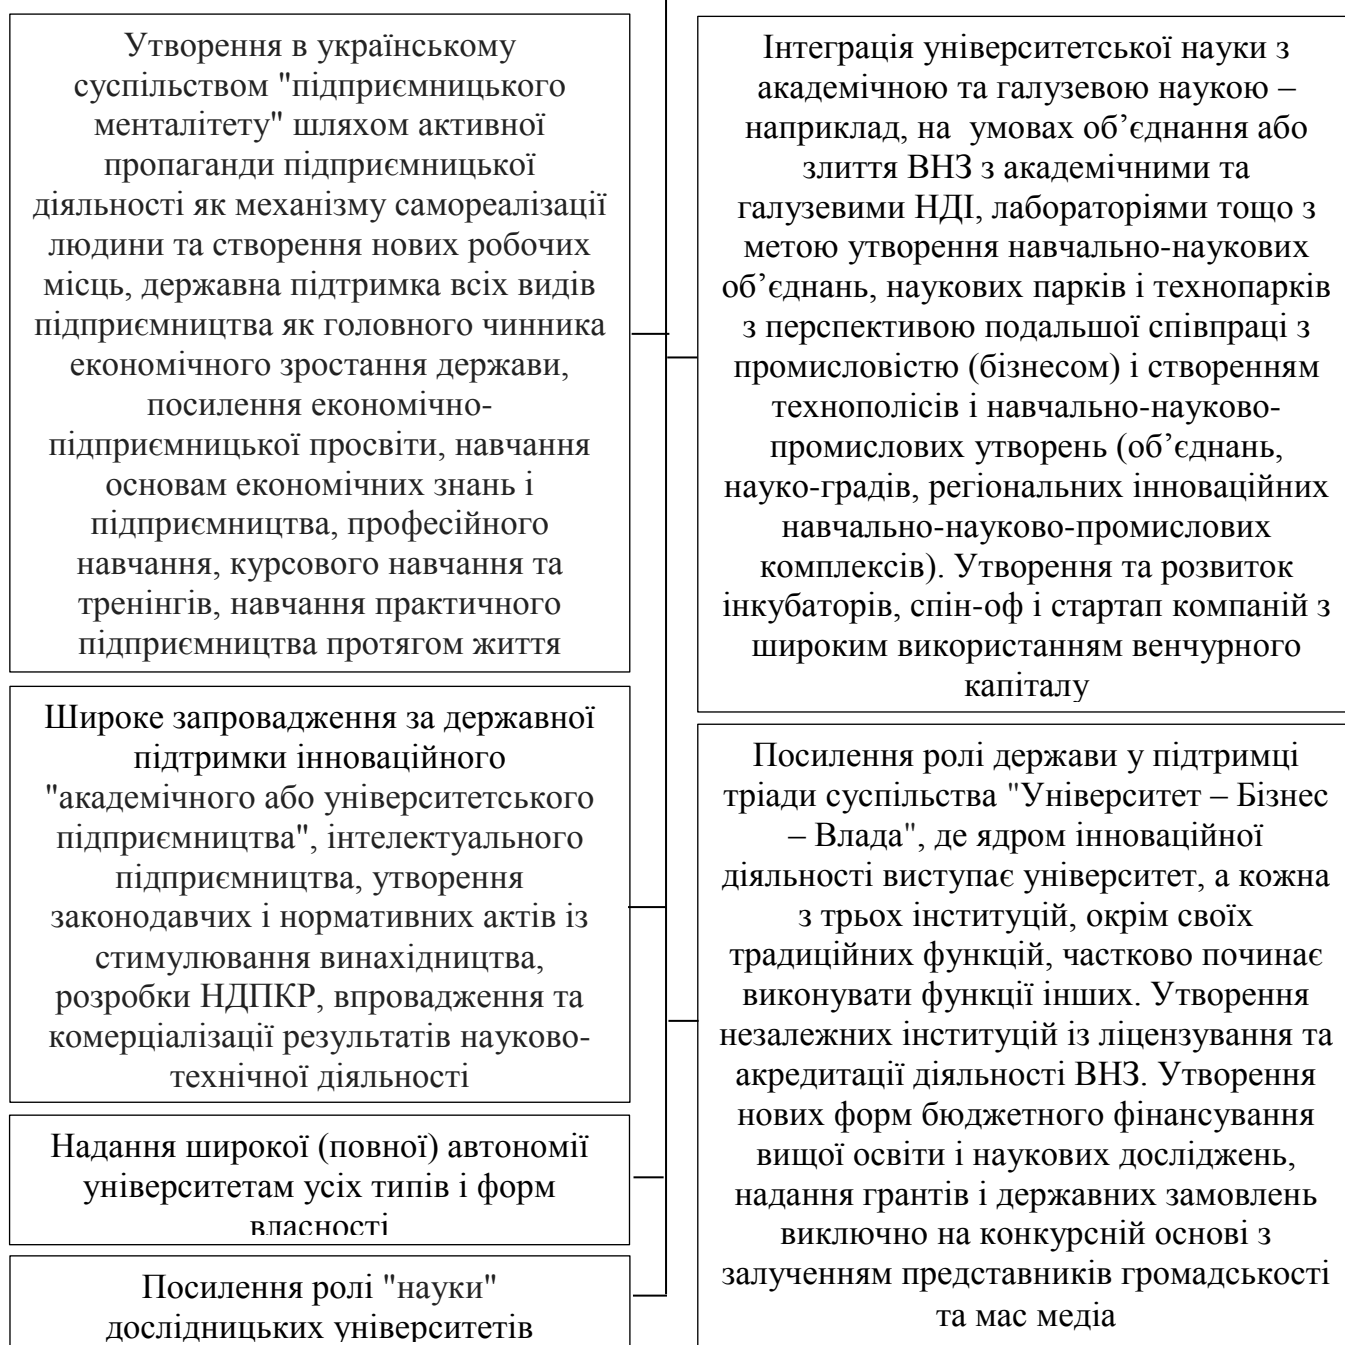 Утворення в українському
суспільством "підприємницького
менталітету" шляхом активної
пропаганди підприємницької
діяльності як механізму самореалізації
людини та створення нових робочих
місць, державна підтримка всіх видів
підприємництва як головного чинника
економічного зростання держави,
посилення економічно-
підприємницької просвіти, навчання
основам економічних знань і
підприємництва, професійного
навчання, курсового навчання та
тренінгів, навчання практичного
підприємництва протягом життя
Широке запровадження за державної
підтримки інноваційного
"академічного або університетського
підприємництва", інтелектуального
підприємництва, утворення
законодавчих і нормативних актів із
стимулювання винахідництва,
розробки НДПКР, впровадження та
комерціалізації результатів науково-
технічної діяльності
Надання широкої (повної) автономії
університетам усіх типів і форм
власності
Посилення ролі "науки"
дослідницьких університетів
Інтеграція університетської науки з
академічною та галузевою наукою –
наприклад, на умовах об’єднання або
злиття ВНЗ з академічними та
галузевими НДІ, лабораторіями тощо з
метою утворення навчально-наукових
об’єднань, наукових парків і технопарків
з перспективою подальшої співпраці з
промисловістю (бізнесом) і створенням
технополісів і навчально-науково-
промислових утворень (об’єднань,
науко-градів, регіональних інноваційних
навчально-науково-промислових
комплексів). Утворення та розвиток
інкубаторів, спін-оф і стартап компаній з
широким використанням венчурного
капіталу
Посилення ролі держави у підтримці
тріади суспільства "Університет – Бізнес
– Влада", де ядром інноваційної
діяльності виступає університет, а кожна
з трьох інституцій, окрім своїх
традиційних функцій, частково починає
виконувати функції інших. Утворення
незалежних інституцій із ліцензування та
акредитації діяльності ВНЗ. Утворення
нових форм бюджетного фінансування
вищої освіти і наукових досліджень,
надання грантів і державних замовлень
виключно на конкурсній основі з
залученням представників громадськості
та мас медіа